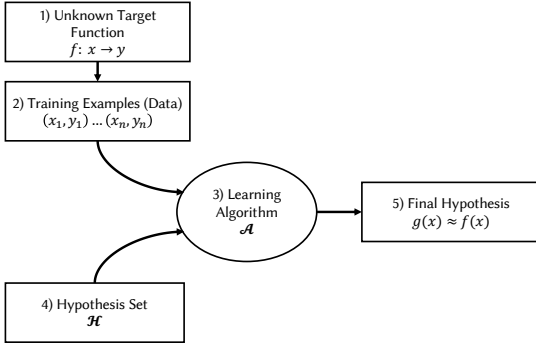 1) Unknown Target
Function
f: x → y
2) Training Examples (Data)
(x₁, y₁) … (xₙ, yₙ)
3) Learning
Algorithm
𝓐
5) Final Hypothesis
g(x) ≈ f(x)
4) Hypothesis Set
𝓗